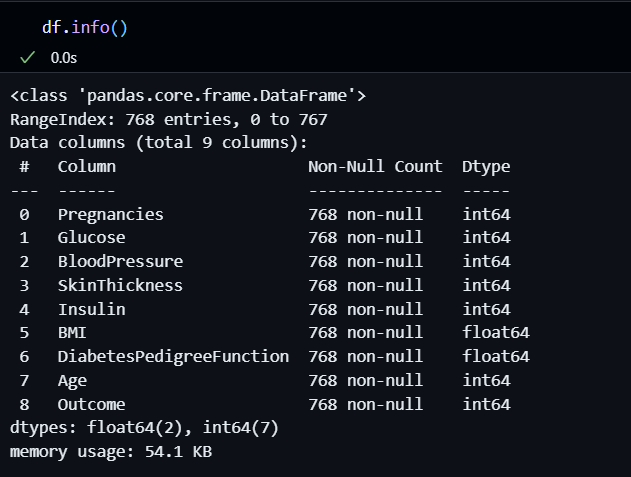 df.info()
0.0s
<class 'pandas.core.frame.DataFrame'>
RangeIndex: 768 entries, 0 to 767
Data columns (total 9 columns):
 #   Column                    Non-Null Count  Dtype
---  ------                    --------------  -----
 0   Pregnancies               768 non-null    int64
 1   Glucose                   768 non-null    int64
 2   BloodPressure             768 non-null    int64
 3   SkinThickness             768 non-null    int64
 4   Insulin                   768 non-null    int64
 5   BMI                       768 non-null    float64
 6   DiabetesPedigreeFunction  768 non-null    float64
 7   Age                       768 non-null    int64
 8   Outcome                   768 non-null    int64
dtypes: float64(2), int64(7)
memory usage: 54.1 KB